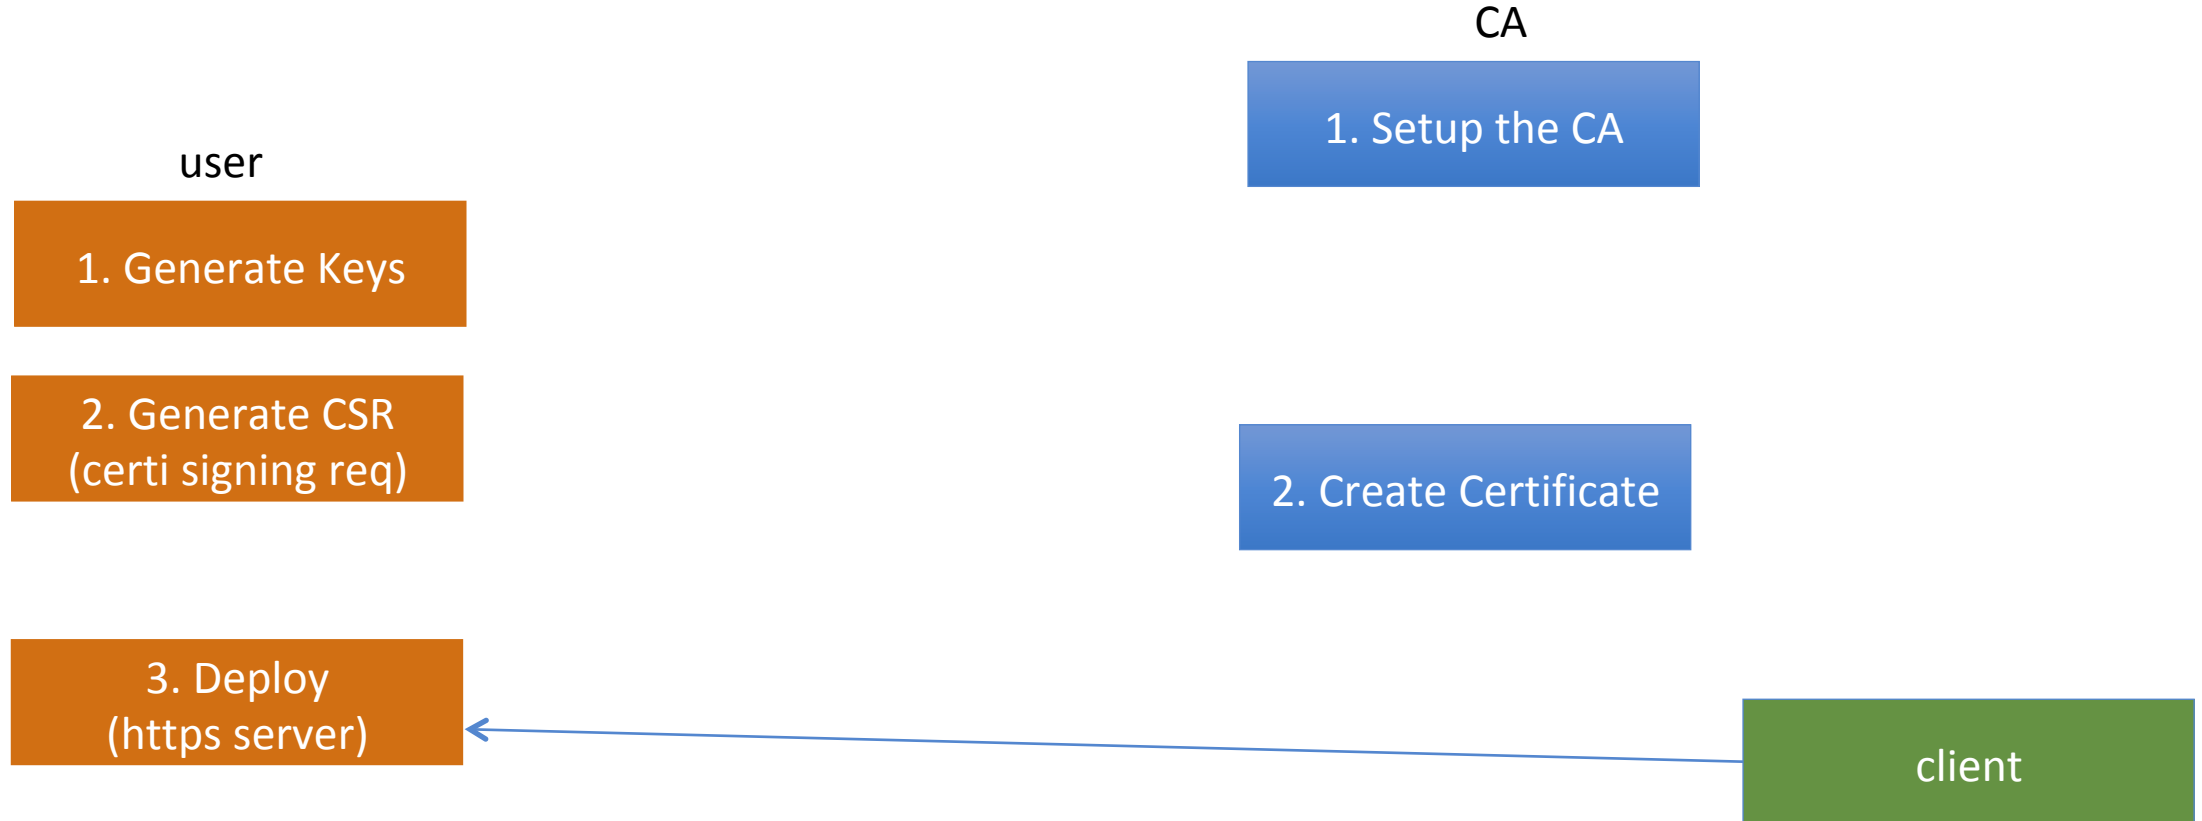 CA
1. Setup the CA
user
1. Generate Keys
2. Generate CSR
(certi signing req)
2. Create Certificate
3. Deploy
(https server)
client